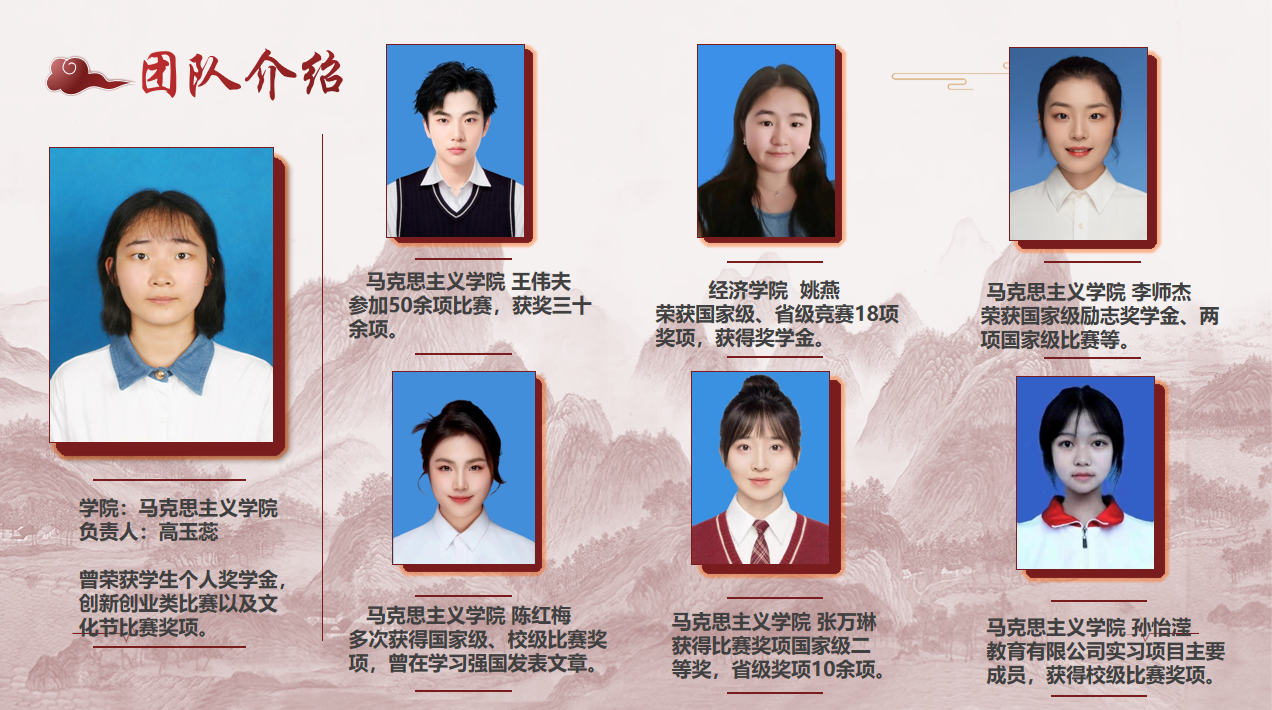 团队介绍
学院：马克思主义学院
负责人：高玉蕊
曾荣获学生个人奖学金，
创新创业类比赛以及文
化节比赛奖项。
马克思主义学院 王伟夫
参加50余项比赛，获奖三十
余项。
经济学院 姚燕
荣获国家级、省级竞赛18项
奖项，获得奖学金。
马克思主义学院 李师杰
荣获国家级励志奖学金、两
项国家级比赛等。
马克思主义学院 陈红梅
多次获得国家级、校级比赛奖
项，曾在学习强国发表文章。
马克思主义学院 张万琳
获得比赛奖项国家级二
等奖，省级奖项10余项。
马克思主义学院 孙怡滢
教育有限公司实习项目主要
成员，获得校级比赛奖项。